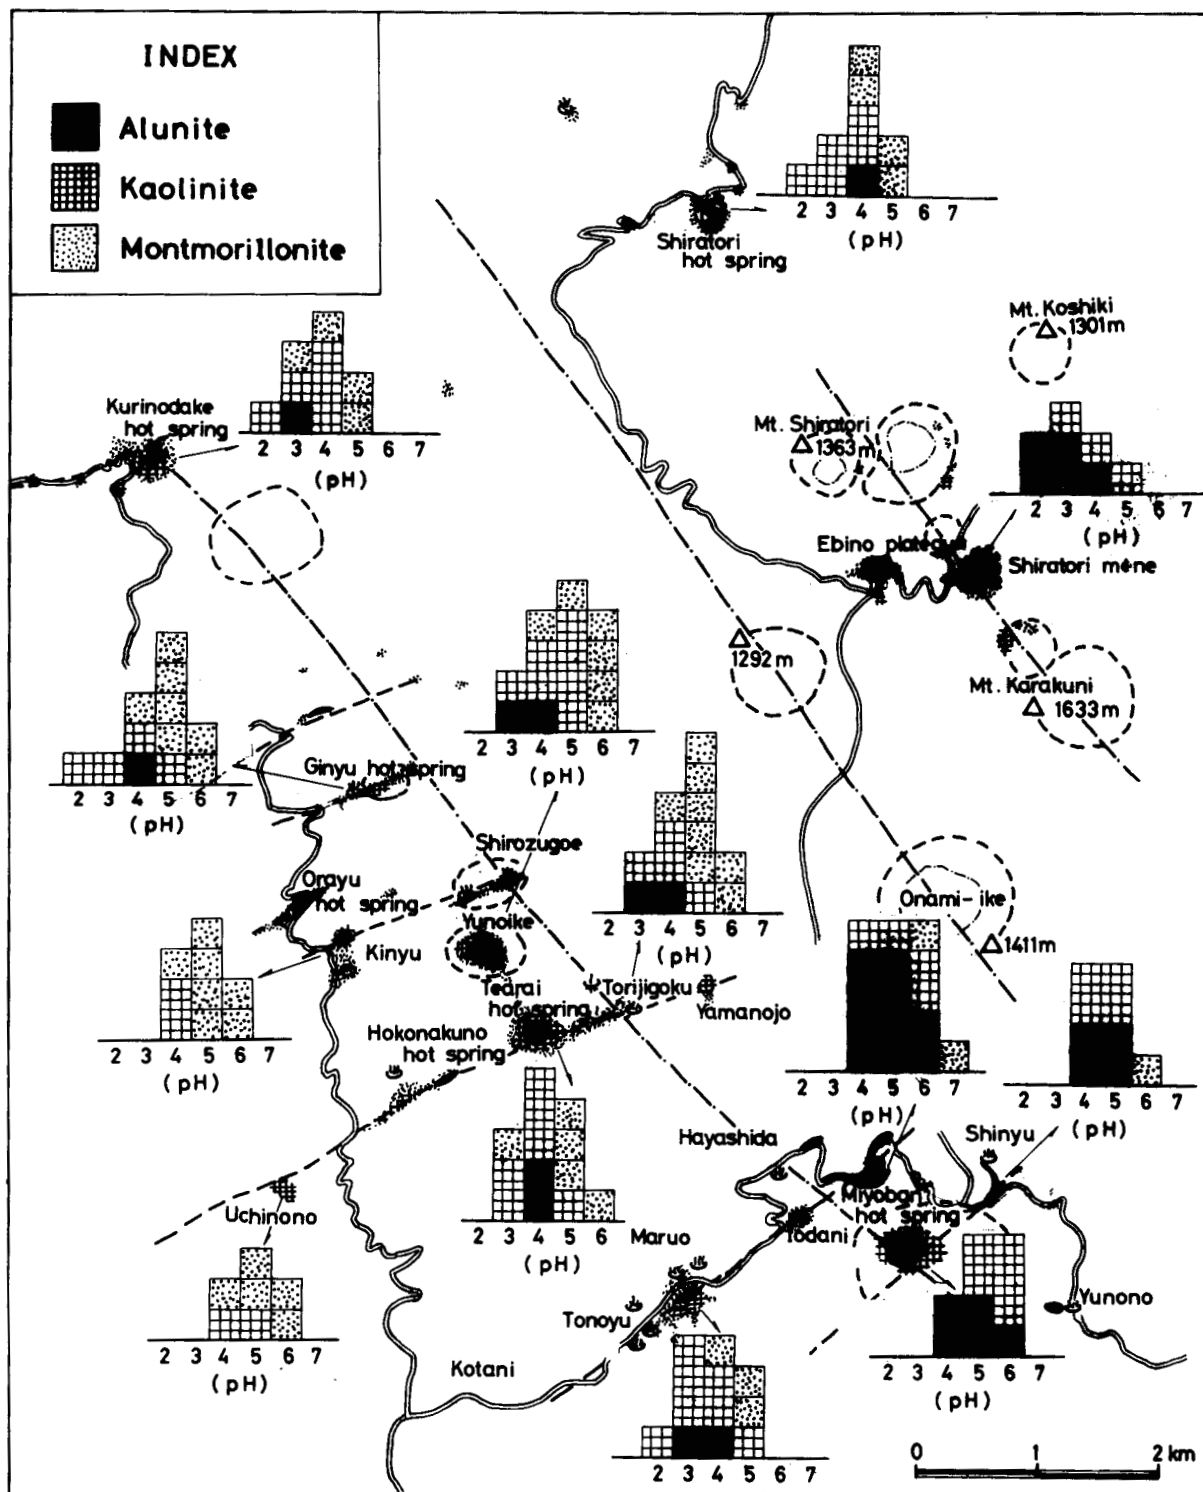 INDEX
Alunite
Kaolinite
Montmorillonite
2 3 4 5 6 7
(pH)
Shiratori
hot spring
Mt. Koshiki
1301m
Kurinodake
hot spring
2 3 4 5 6 7
(pH)
Mt. Shiratori
1363m
2 3 4 5 6 7
(pH)
Ebino plateau
Shiratori mine
1292m
Mt. Karakuni
1633m
2 3 4 5 6 7
(pH)
Ginyu hot spring
2 3 4 5 6 7
(pH)
Shirozugoe
Orayu
hot spring
Onami-ike
2 3 4 5 6 7
(pH)
Yunoike
Kinyu
1411m
Tearai
hot spring
Torijigoku
Yamanojo
Hokonakuno
hot spring
2 3 4 5 6 7
(pH)
2 3 4 5 6 7
(pH)
2 3 4 5 6 7
(pH)
Hayashida
Shinyu
Miyoban
hot spring
Uchinono
2 3 4 5 6
(pH)
Maruo
Iodani
Yunono
Tonoyu
2 3 4 5 6 7
(pH)
Kotani
2 3 4 5 6 7
(pH)
2 3 4 5 6 7
(pH)
0 1 2 km